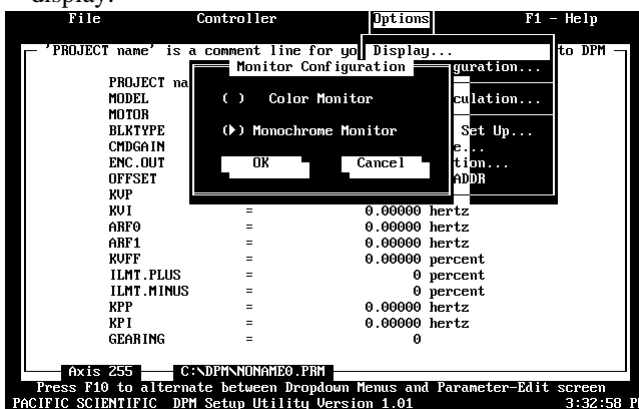 display.
File Controller Options F1 - Help
'PROJECT name' is a comment line for yo Display... to DPM
Monitor Configuration guration...
PROJECT na
MODEL ( ) Color Monitor culation...
MOTOR
BLKTYPE (•) Monochrome Monitor Set Up...
CMDGAIN e...
ENC.OUT OK Cancel tion...
OFFSET ADDR
KVP
KVI = 0.00000 hertz
ARF0 = 0.00000 hertz
ARF1 = 0.00000 hertz
KVFF = 0.00000 percent
ILMT.PLUS = 0 percent
ILMT.MINUS = 0 percent
KPP = 0.00000 hertz
KPI = 0.00000 hertz
GEARING = 0
Axis 255 C:\DPM\NONAME0.PRM
Press F10 to alternate between Dropdown Menus and Parameter-Edit screen
PACIFIC SCIENTIFIC DPM Setup Utility Version 1.01 3:32:58 P